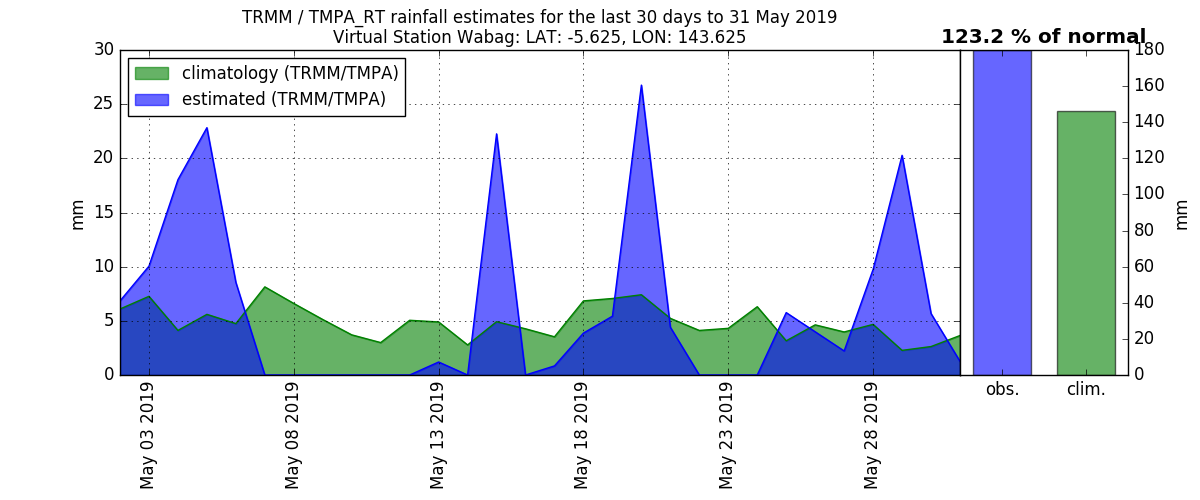 TRMM / TMPA_RT rainfall estimates for the last 30 days to 31 May 2019
Virtual Station Wabag: LAT: -5.625, LON: 143.625
123.2 % of normal
climatology (TRMM/TMPA)
estimated (TRMM/TMPA)
30
25
20
15
10
5
0
mm
May 03 2019
May 08 2019
May 13 2019
May 18 2019
May 23 2019
May 28 2019
obs.
clim.
180
160
140
120
100
80
60
40
20
0
mm